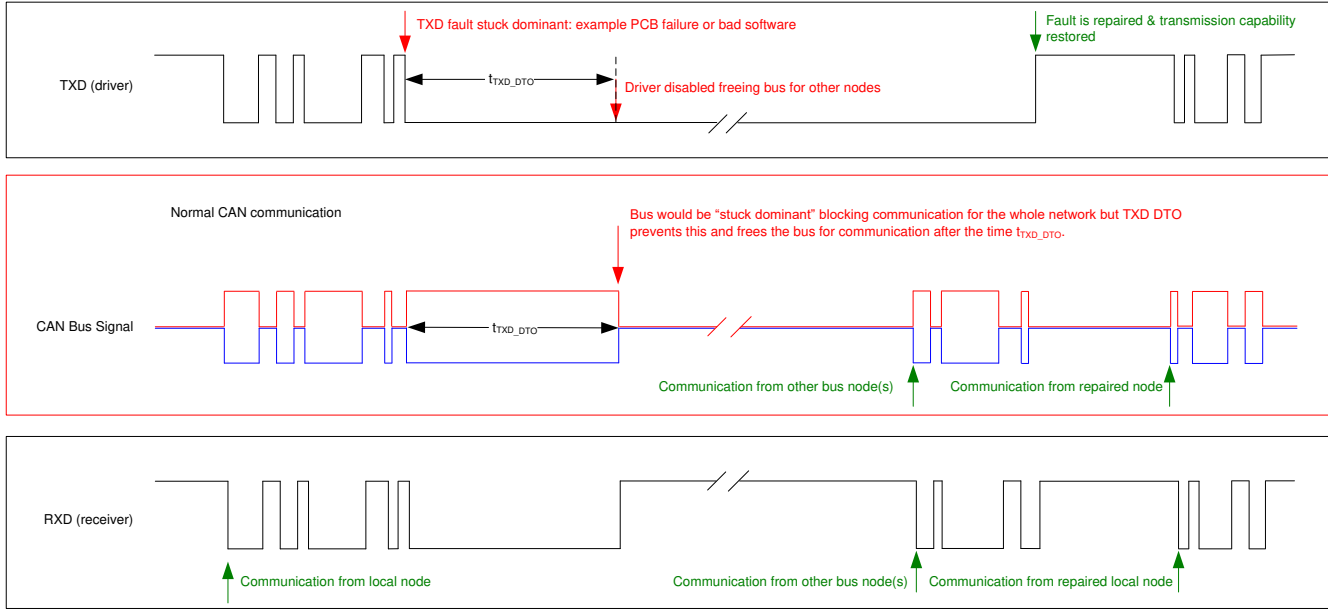 TXD fault stuck dominant: example PCB failure or bad software
Fault is repaired & transmission capability
restored
TXD (driver)
tTXD_DTO
Driver disabled freeing bus for other nodes
Normal CAN communication
Bus would be “stuck dominant” blocking communication for the whole network but TXD DTO
prevents this and frees the bus for communication after the time tTXD_DTO.
CAN Bus Signal
tTXD_DTO
Communication from other bus node(s)
Communication from repaired node
RXD (receiver)
Communication from local node
Communication from other bus node(s)
Communication from repaired local node